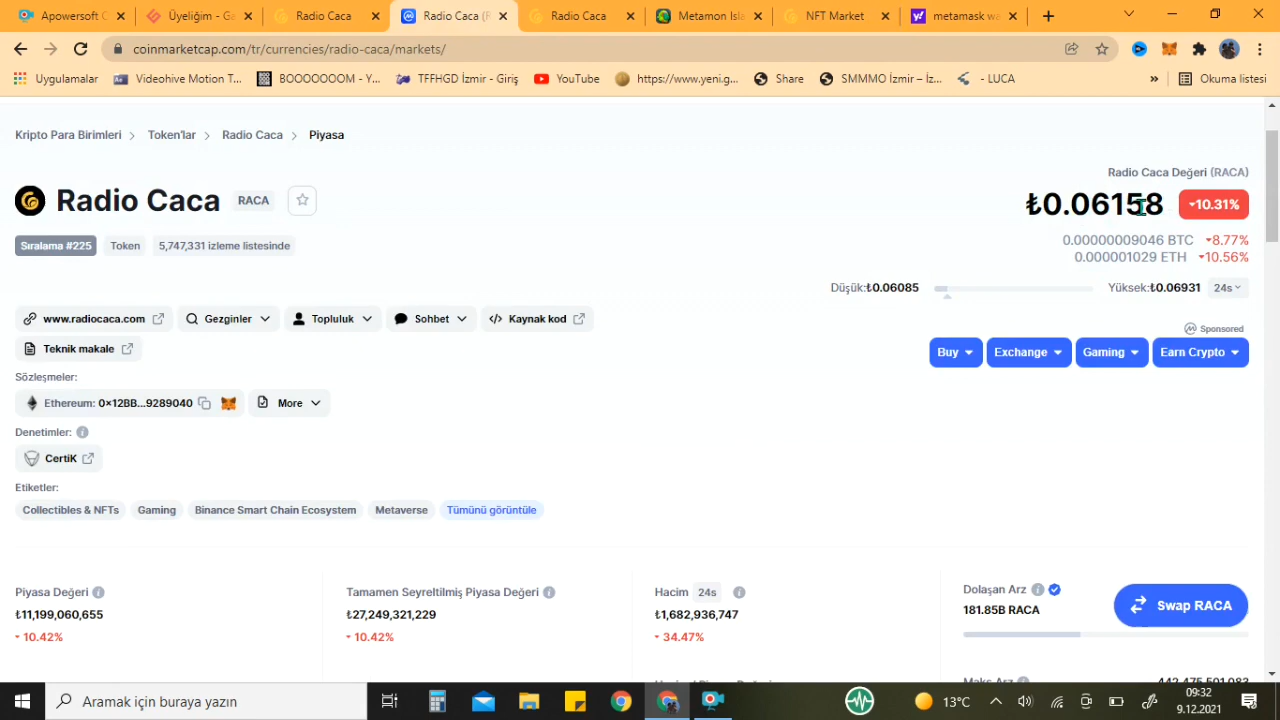 Apowersoft C
Üyeliğim - Ga
Radio Caca
Radio Caca (F
Radio Caca
Metamon Isla
NFT Market
metamask wa
coinmarketcap.com/tr/currencies/radio-caca/markets/
Uygulamalar
Videohive Motion T...
BOOOOOOOM - Y...
TFFHGD İzmir - Giriş
YouTube
https://www.yeni.g...
Share
SMMMO İzmir – İz...
- LUCA
»
Okuma listesi
Kripto Para Birimleri > Token'lar > Radio Caca > Piyasa
Radio Caca Değeri (RACA)
Radio Caca RACA
₺0.06158 10.31%
Sıralama #225 Token 5,747,331 izleme listesinde
0.00000009046 BTC 8.77%
0.000001029 ETH 10.56%
Düşük:₺0.06085 Yüksek:₺0.06931 24s
www.radiocaca.com Gezginler Topluluk Sohbet </> Kaynak kod
Sponsored
Teknik makale
Buy Exchange Gaming Earn Crypto
Sözleşmeler:
Ethereum: 0x12BB...9289040 More
Denetimler:
CertiK
Etiketler:
Collectibles & NFTs Gaming Binance Smart Chain Ecosystem Metaverse Tümünü görüntüle
Piyasa Değeri
₺11,199,060,655
10.42%
Tamamen Seyreltilmiş Piyasa Değeri
₺27,249,321,229
10.42%
Hacim 24s
₺1,682,936,747
34.47%
Dolaşan Arz
181.85B RACA
Swap RACA
Maks Arz
Aramak için buraya yazın
13°C
09:32
9.12.2021